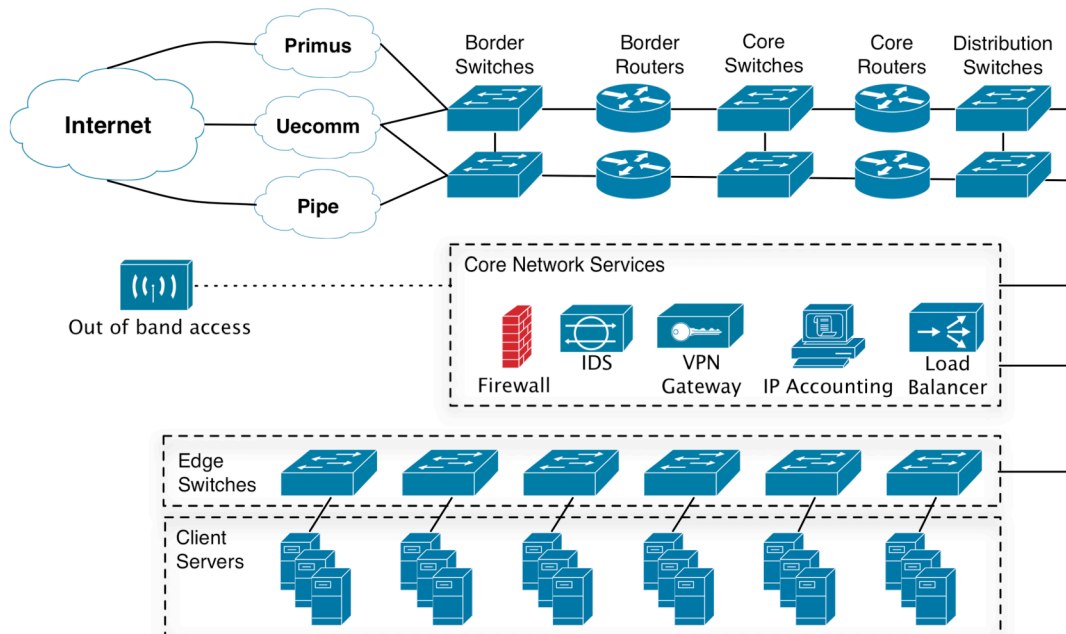 Primus
Border
Switches
Border
Routers
Core
Switches
Core
Routers
Distribution
Switches
Internet
Uecomm
Pipe
Out of band access
Core Network Services
Firewall
IDS
VPN
Gateway
IP Accounting
Load
Balancer
Edge
Switches
Client
Servers